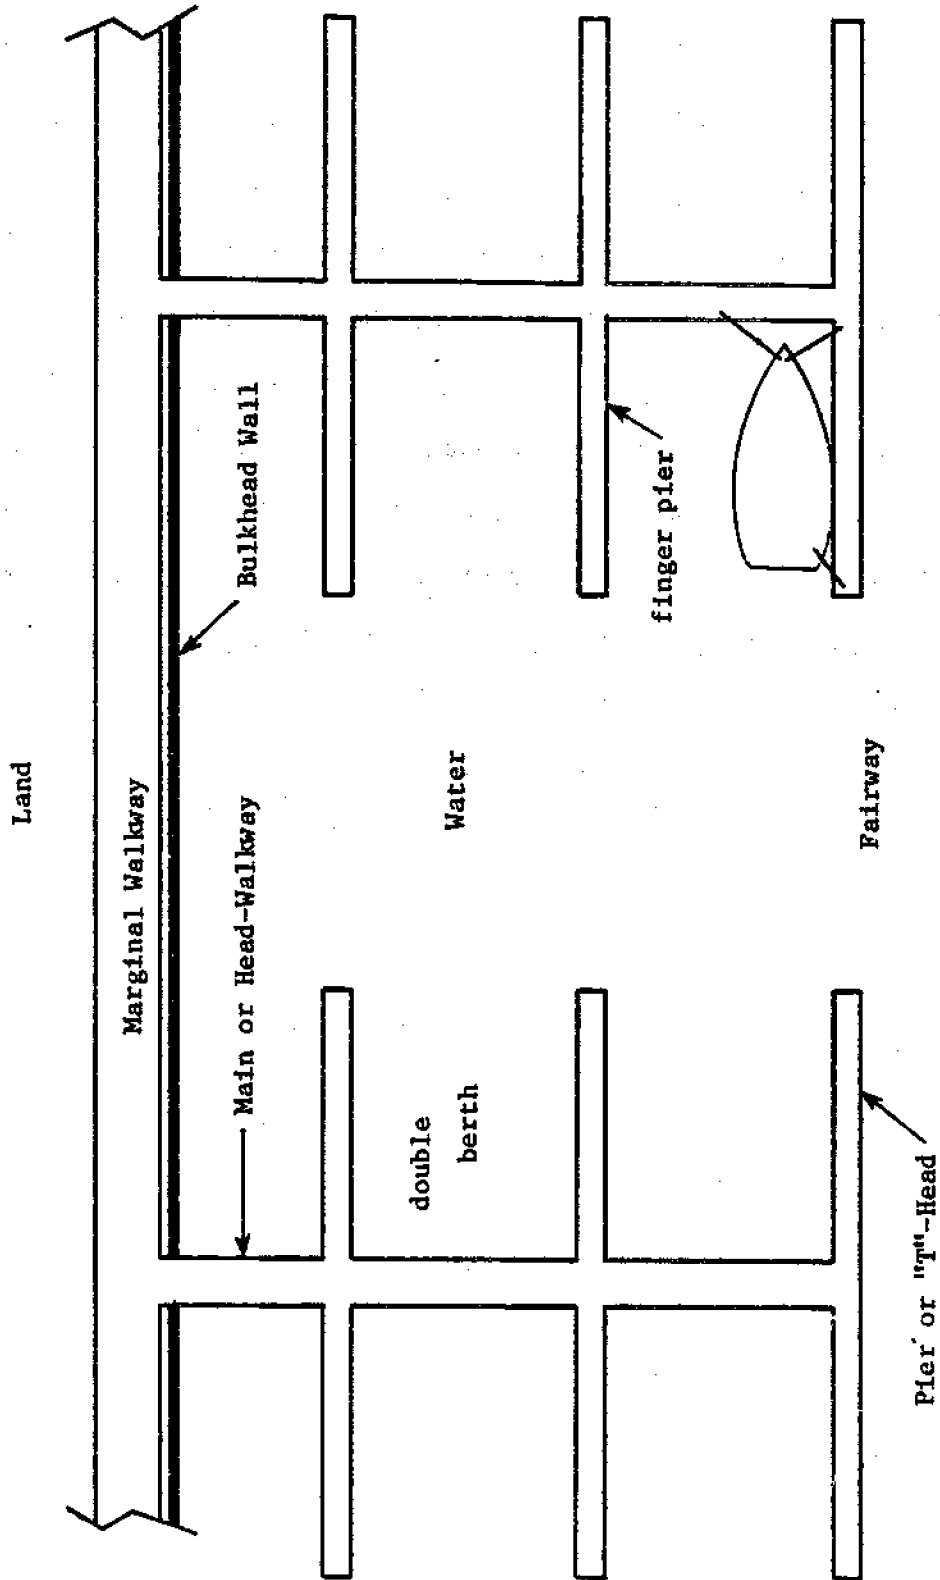 Land
Marginal Walkway
Main or Head-Walkway
Bulkhead Wall
double
berth
Water
finger pier
Pier or "T"-Head
Fairway